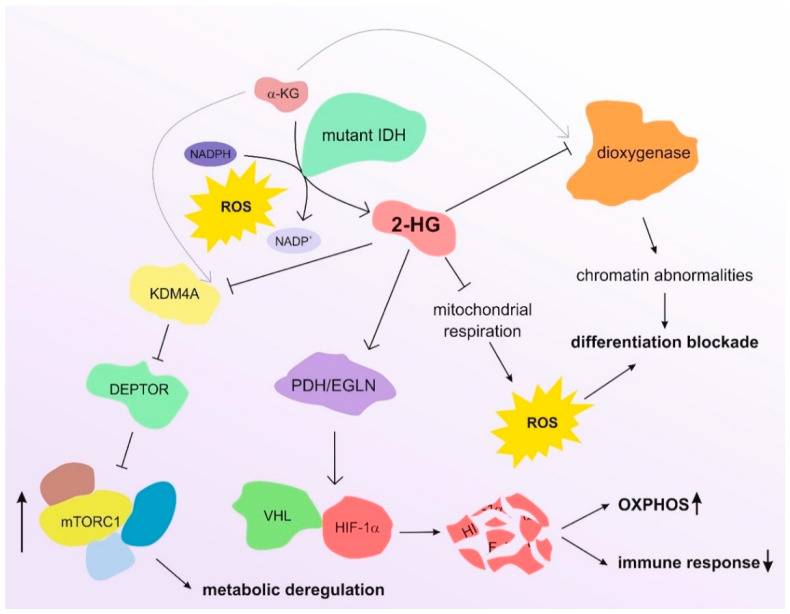 α-KG
mutant IDH
NADPH
dioxygenase
ROS
2-HG
NADP⁺
chromatin abnormalities
KDM4A
mitochondrial
respiration
differentiation blockade
DEPTOR
PDH/EGLN
ROS
OXPHOS
VHL
HIF-1α
mTORC1
immune response
metabolic deregulation